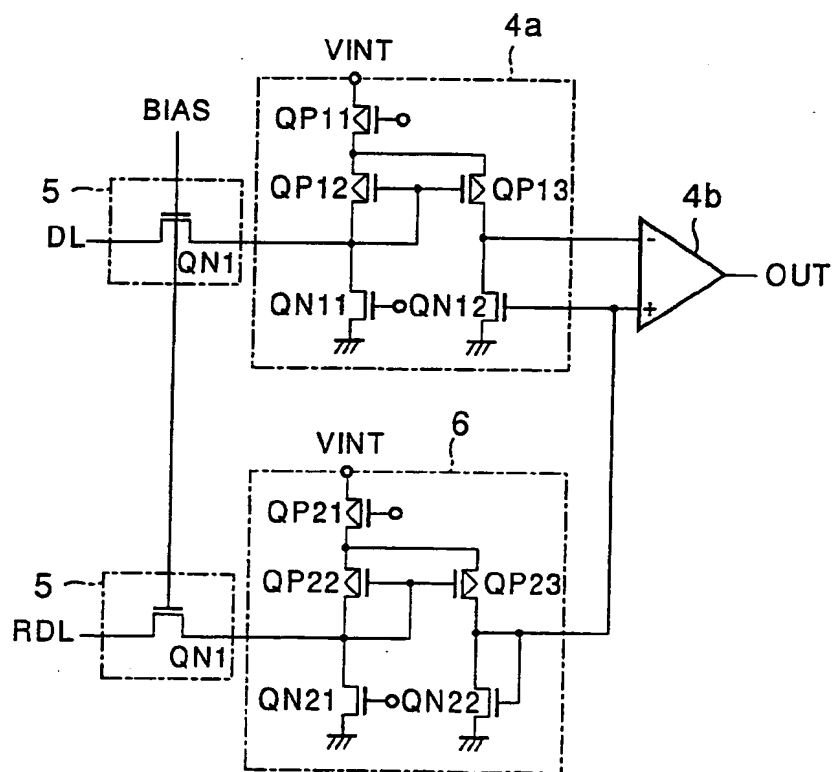 4a
VINT
BIAS
QP11
5
QP12
QP13
4b
DL
QN1
-
OUT
QN11
QN12
+
6
VINT
QP21
5
QP22
QP23
RDL
QN1
QN21
QN22